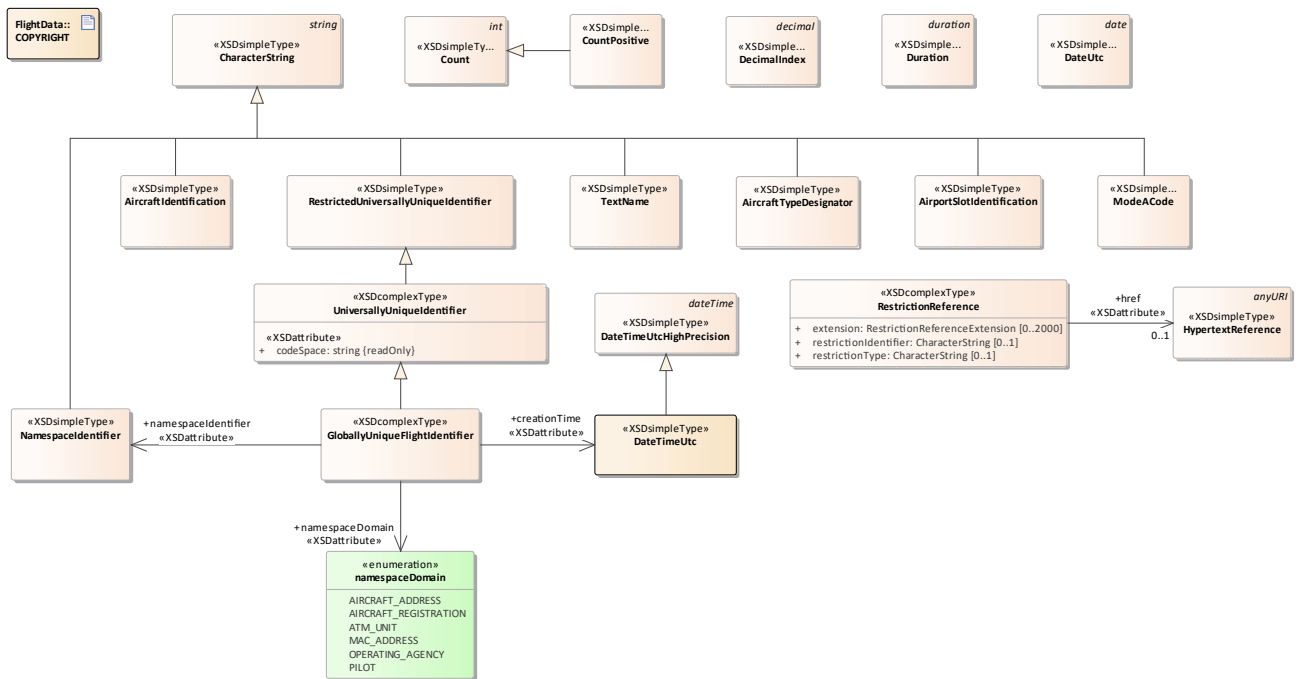 FlightData::
COPYRIGHT
string
«XSDsimpleType»
CharacterString
int
«XSDsimpleTy...
Count
«XSDsimple...
CountPositive
decimal
«XSDsimple...
DecimalIndex
duration
«XSDsimple...
Duration
date
«XSDsimple...
DateUtc
«XSDsimpleType»
AircraftIdentification
«XSDsimpleType»
RestrictedUniversallyUniqueIdentifier
«XSDsimpleType»
TextName
«XSDsimpleType»
AircraftTypeDesignator
«XSDsimpleType»
AirportSlotIdentification
«XSDsimple...
ModeACode
«XSDcomplexType»
UniversallyUniqueIdentifier
«XSDattribute»
+ codeSpace: string {readOnly}
dateTime
«XSDsimpleType»
DateTimeUtcHighPrecision
«XSDcomplexType»
RestrictionReference
+ extension: RestrictionReferenceExtension [0..2000]
+ restrictionIdentifier: CharacterString [0..1]
+ restrictionType: CharacterString [0..1]
+href
«XSDattribute»
0..1
anyURI
«XSDsimpleType»
HypertextReference
«XSDsimpleType»
NamespaceIdentifier
+namespaceIdentifier
«XSDattribute»
«XSDcomplexType»
GloballyUniqueFlightIdentifier
+creationTime
«XSDattribute»
«XSDsimpleType»
DateTimeUtc
+namespaceDomain
«XSDattribute»
«enumeration»
namespaceDomain
AIRCRAFT_ADDRESS
AIRCRAFT_REGISTRATION
ATM_UNIT
MAC_ADDRESS
OPERATING_AGENCY
PILOT